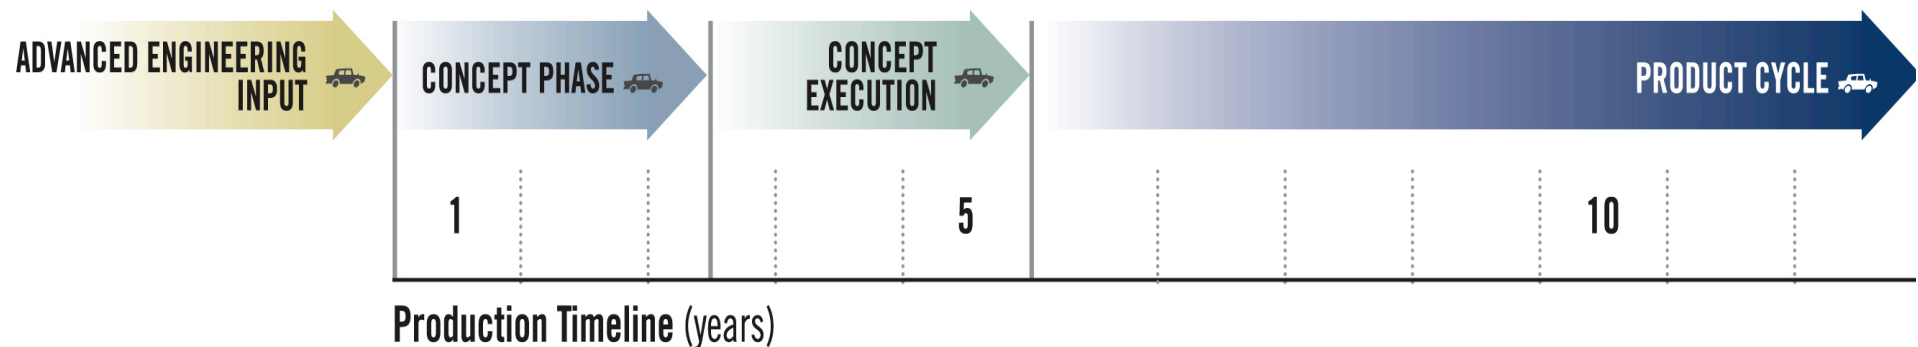 ADVANCED ENGINEERING
INPUT
CONCEPT PHASE
CONCEPT
EXECUTION
PRODUCT CYCLE
1
5
10
Production Timeline (years)